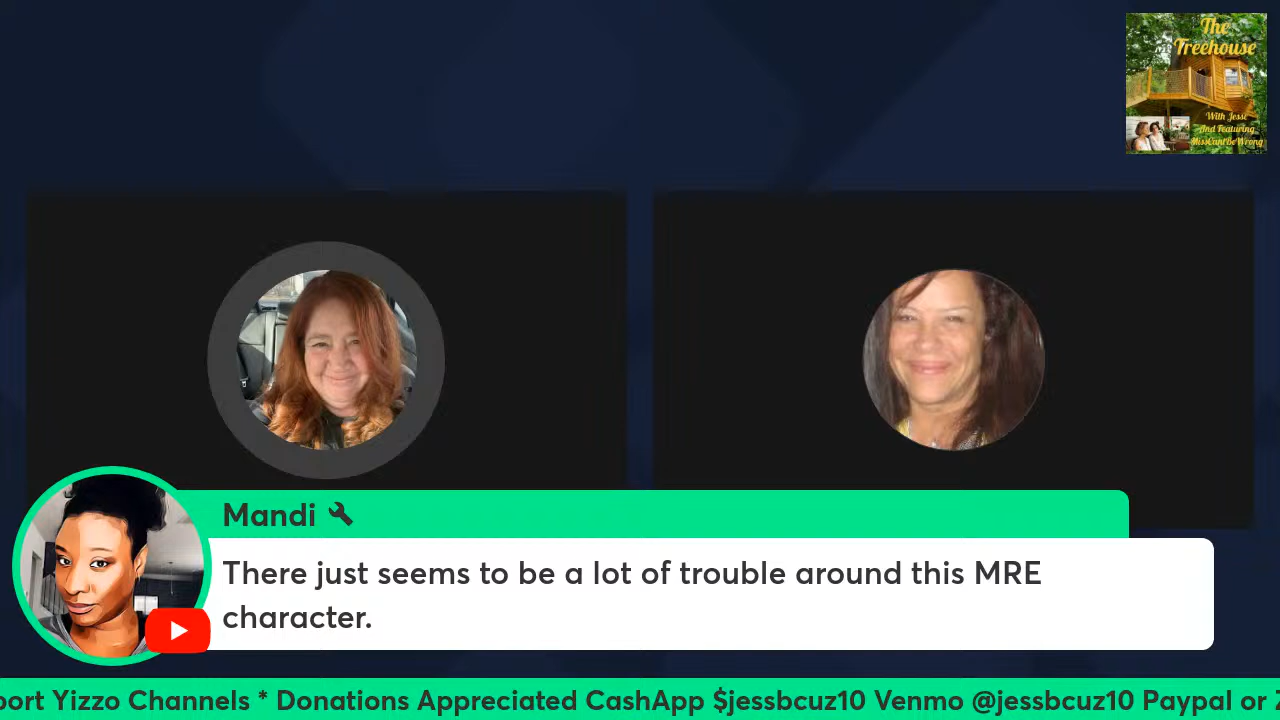 The
Treehouse
With Jesse
And Featuring
MissCantBeWrong
Mandi
There just seems to be a lot of trouble around this MRE
character.
port Yizzo Channels * Donations Appreciated CashApp $jessbcuz10 Venmo @jessbcuz10 Paypal or Z